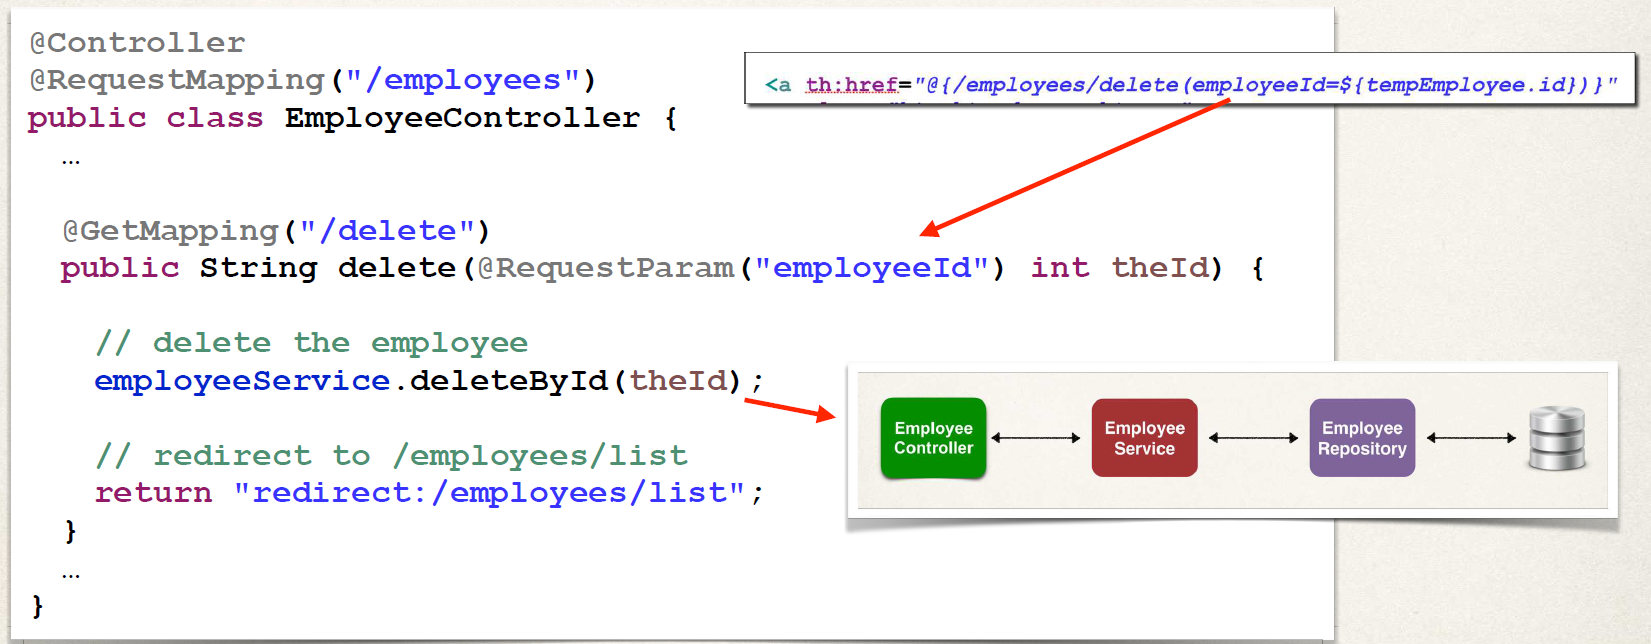 @Controller
@RequestMapping("/employees")
public class EmployeeController {
…
@GetMapping("/delete")
public String delete(@RequestParam("employeeId") int theId) {
// delete the employee
employeeService.deleteById(theId);
// redirect to /employees/list
return "redirect:/employees/list";
}
…
}
<a th:href="@{/employees/delete(employeeId=${tempEmployee.id})}"
Employee
Controller
Employee
Service
Employee
Repository